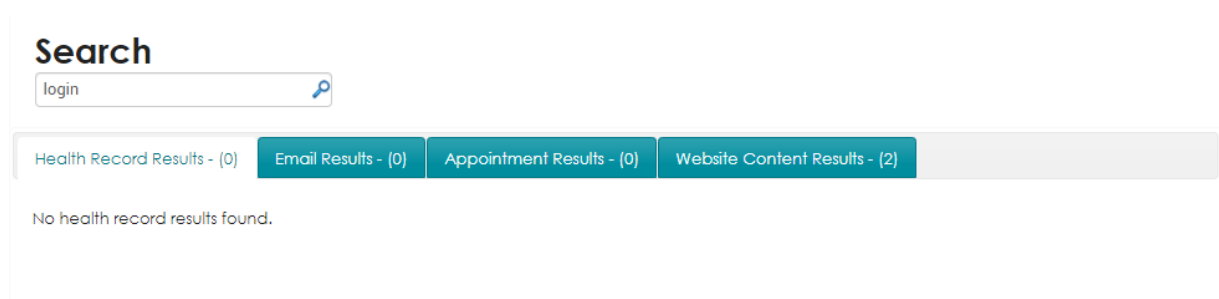 Search
login
Health Record Results - (0) Email Results - (0) Appointment Results - (0) Website Content Results - (2)
No health record results found.